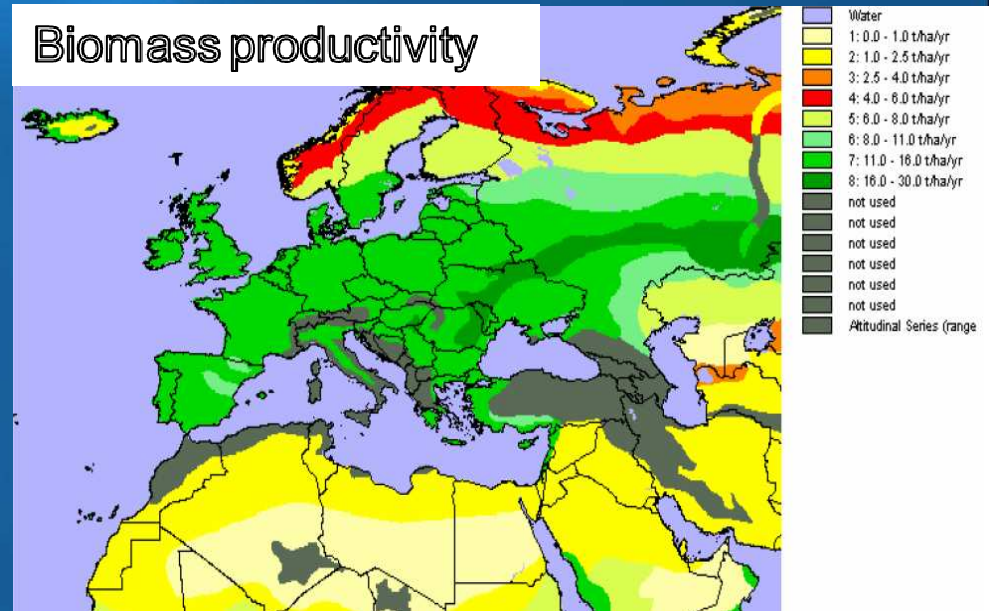 Biomass productivity
Water
1: 0.0 - 1.0 t/ha/yr
2: 1.0 - 2.5 t/ha/yr
3: 2.5 - 4.0 t/ha/yr
4: 4.0 - 6.0 t/ha/yr
5: 6.0 - 8.0 t/ha/yr
6: 8.0 - 11.0 t/ha/yr
7: 11.0 - 16.0 t/ha/yr
8: 16.0 - 30.0 t/ha/yr
not used
not used
not used
not used
not used
not used
Altitudinal Series (range